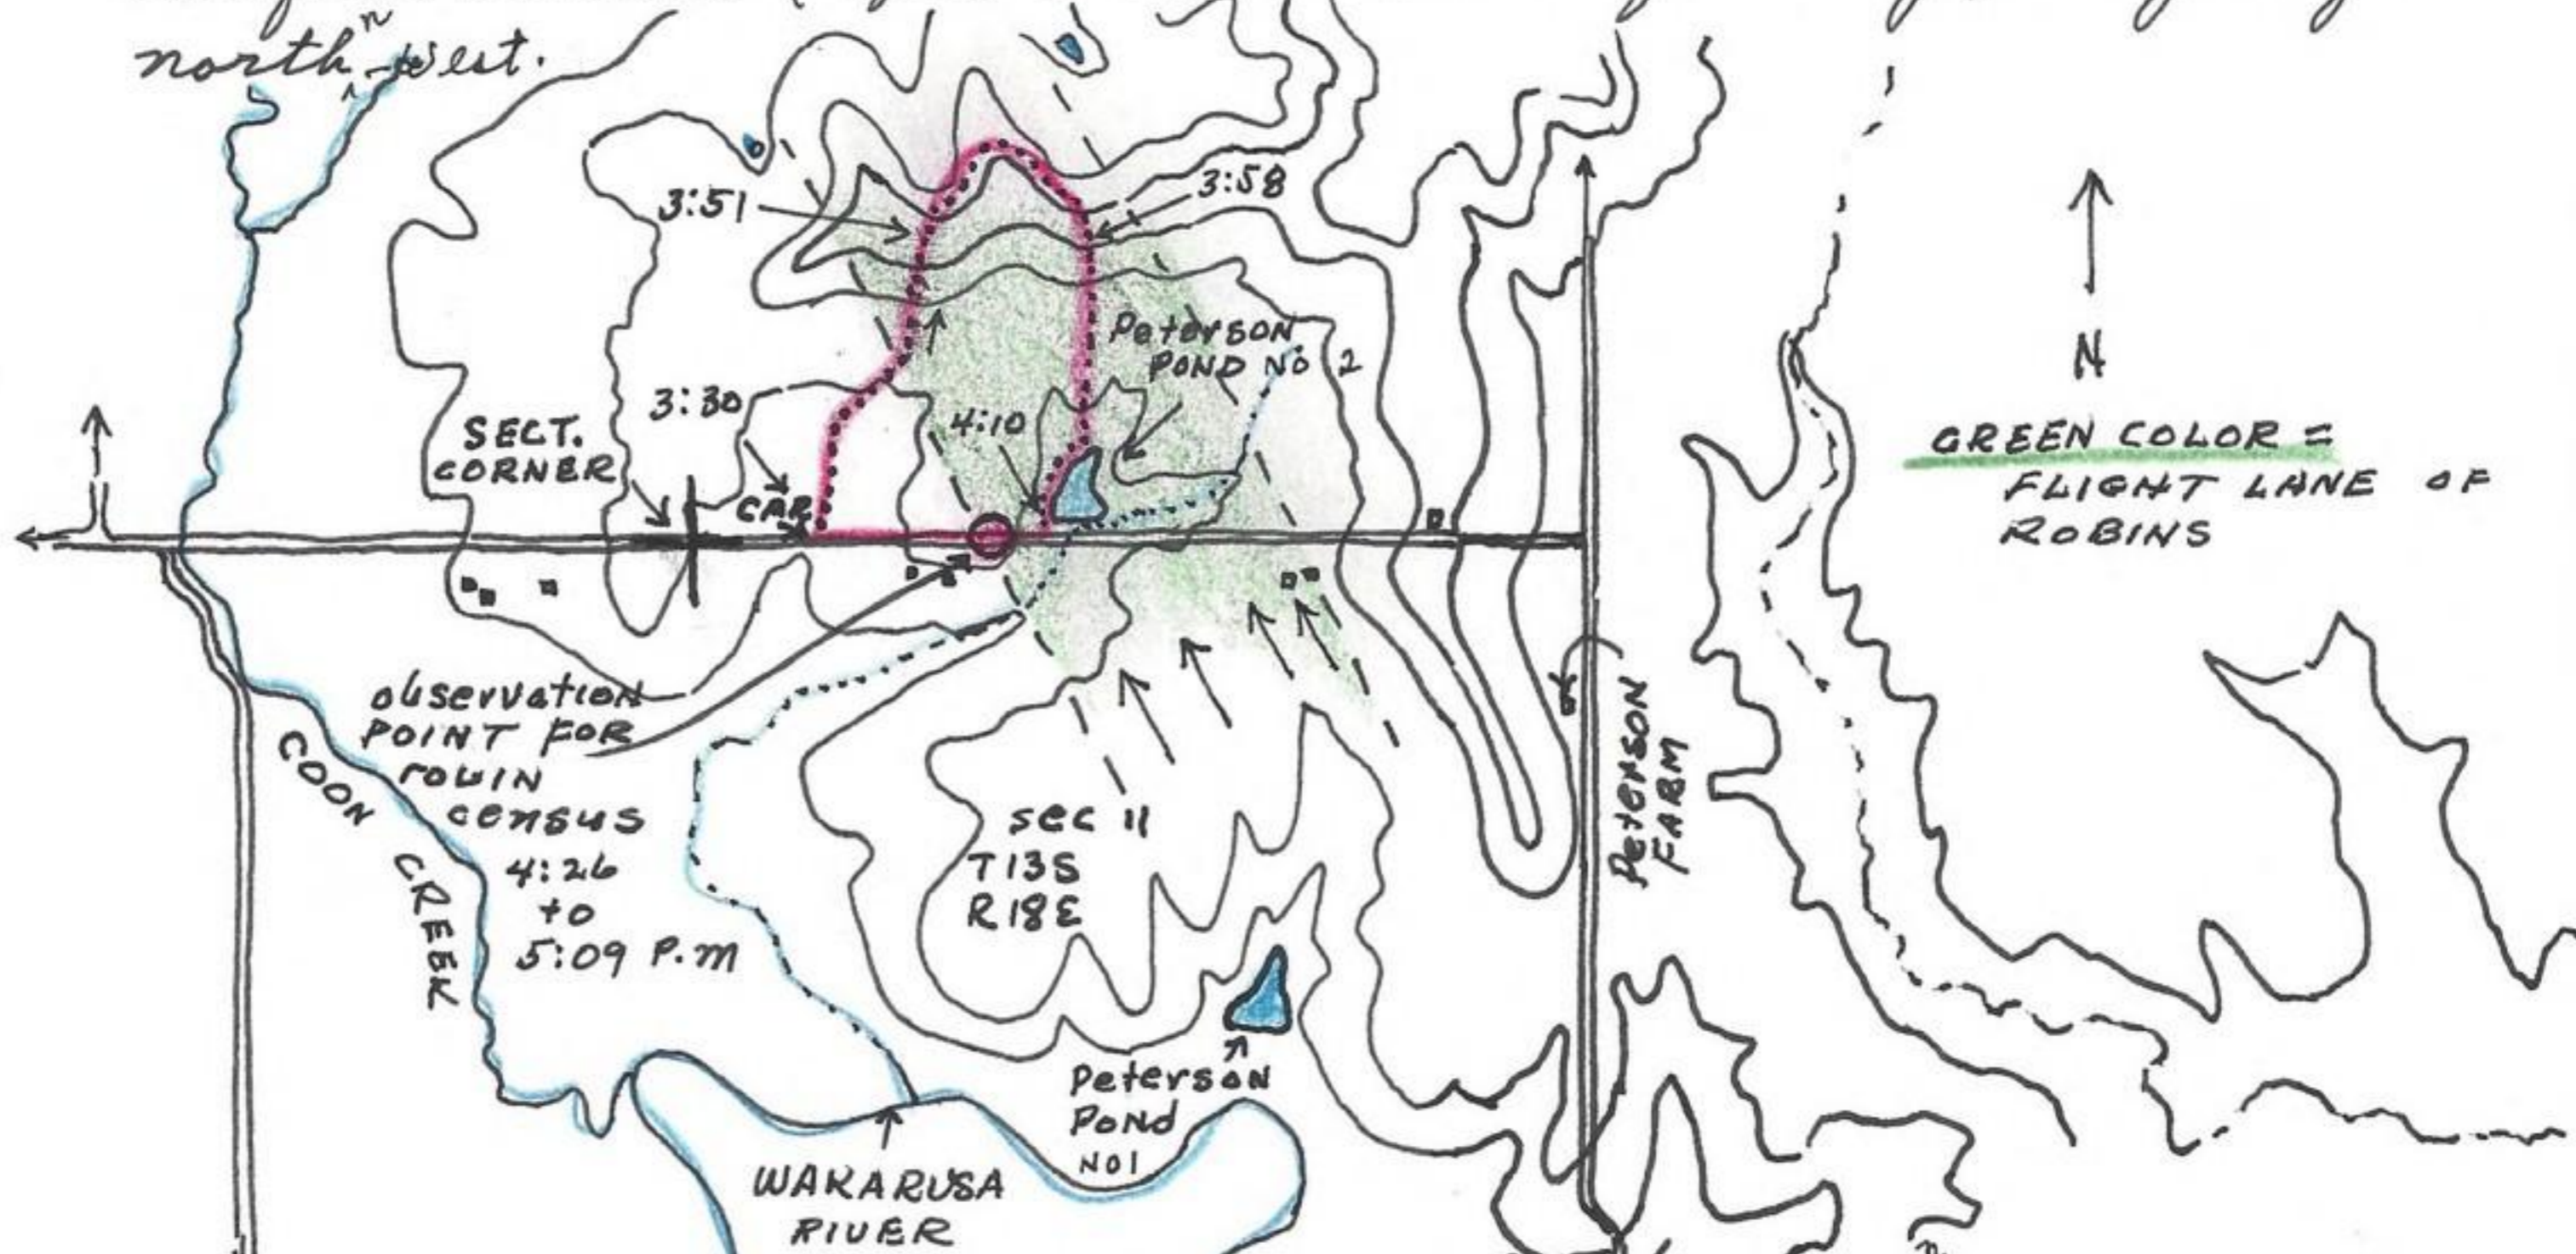 north n -West.
3:51
3:58
Peterson
POND NO 2
3:30
4:10
SECT.
CORNER
CAR
N
GREEN COLOR =
FLIGHT LANE OF
ROBINS
observation
POINT FOR
robin
census
4:26
to
5:09 P.M
COON CREEK
sec 11
T13S
R18E
Peterson
FARM
Peterson
Pond
NO1
WAKARUSA
RIVER